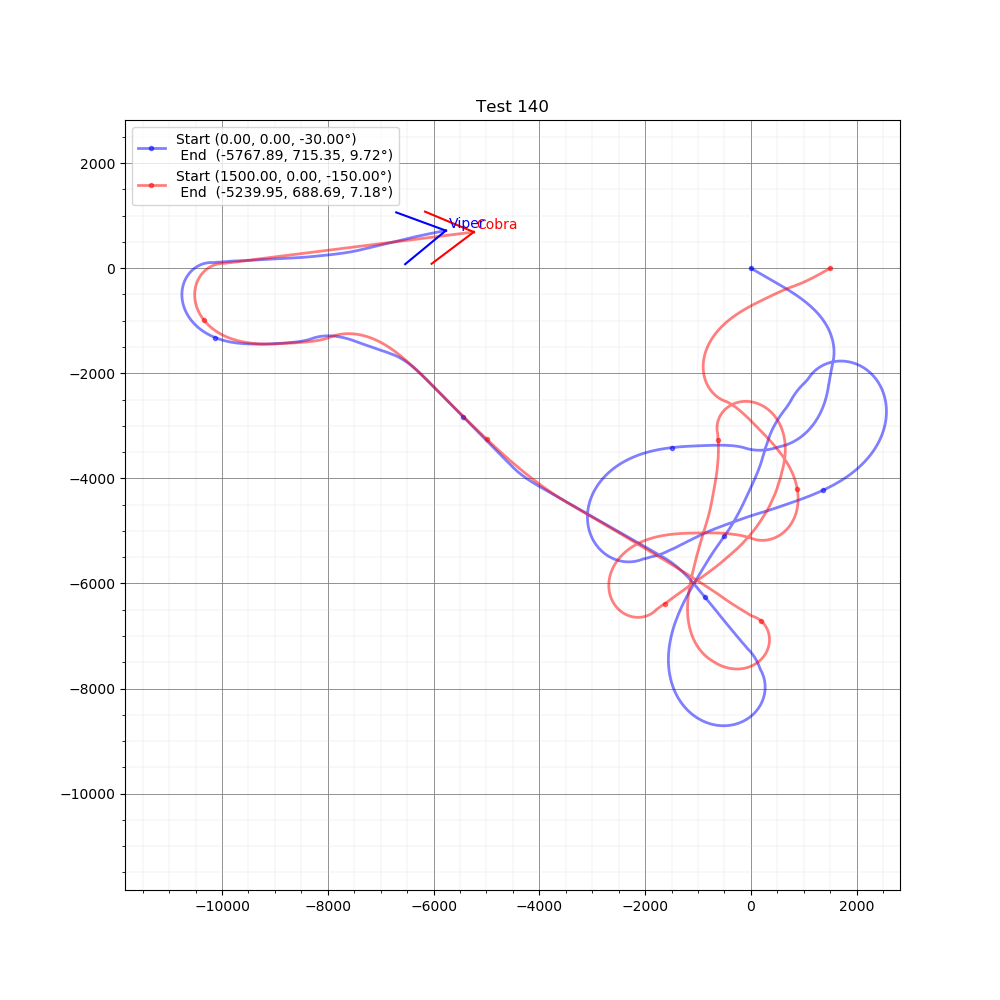 Test 140
Start (0.00, 0.00, -30.00°)
End (-5767.89, 715.35, 9.72°)
Start (1500.00, 0.00, -150.00°)
End (-5239.95, 688.69, 7.18°)
Viper
Cobra
2000
0
−2000
−4000
−6000
−8000
−10000
−10000 −8000 −6000 −4000 −2000 0 2000